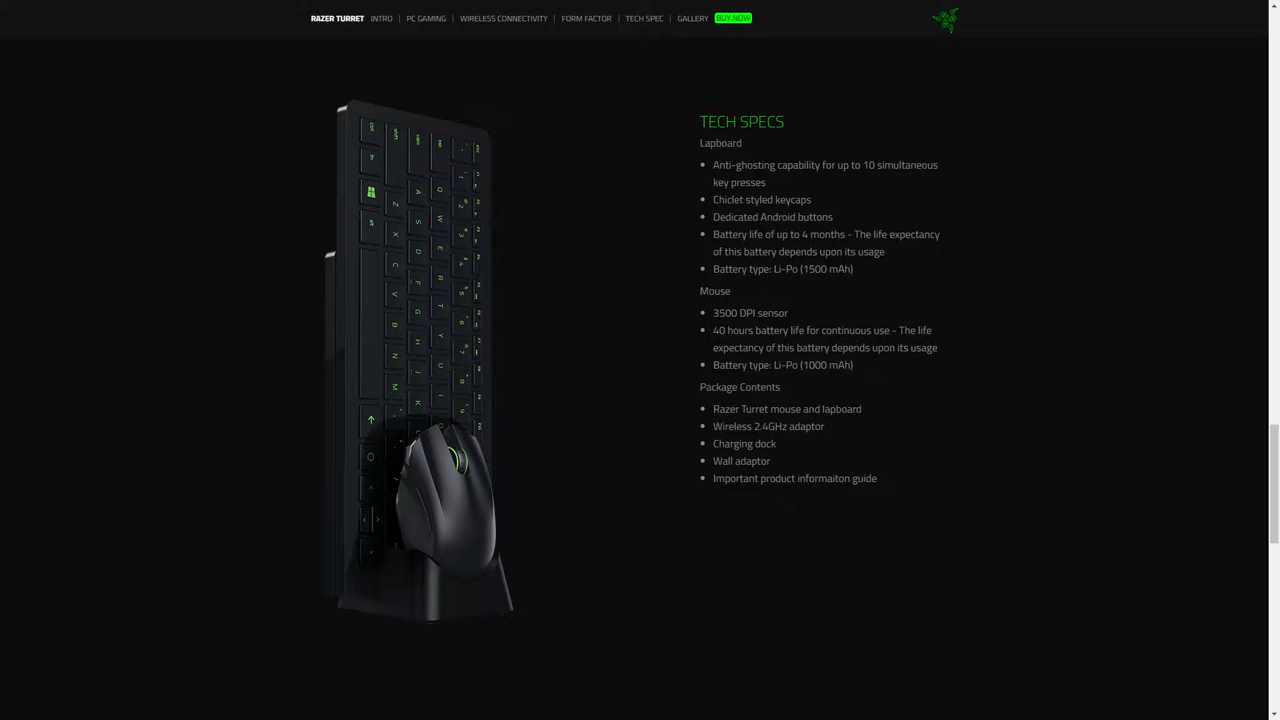 RAZER TURRET INTRO | PC GAMING | WIRELESS CONNECTIVITY | FORM FACTOR | TECH SPEC | GALLERY BUY NOW
TECH SPECS
Lapboard
Anti-ghosting capability for up to 10 simultaneous
key presses
Chiclet styled keycaps
Dedicated Android buttons
Battery life of up to 4 months - The life expectancy
of this battery depends upon its usage
Battery type: Li-Po (1500 mAh)
Mouse
3500 DPI sensor
40 hours battery life for continuous use - The life
expectancy of this battery depends upon its usage
Battery type: Li-Po (1000 mAh)
Package Contents
Razer Turret mouse and lapboard
Wireless 2.4GHz adaptor
Charging dock
Wall adaptor
Important product informaiton guide